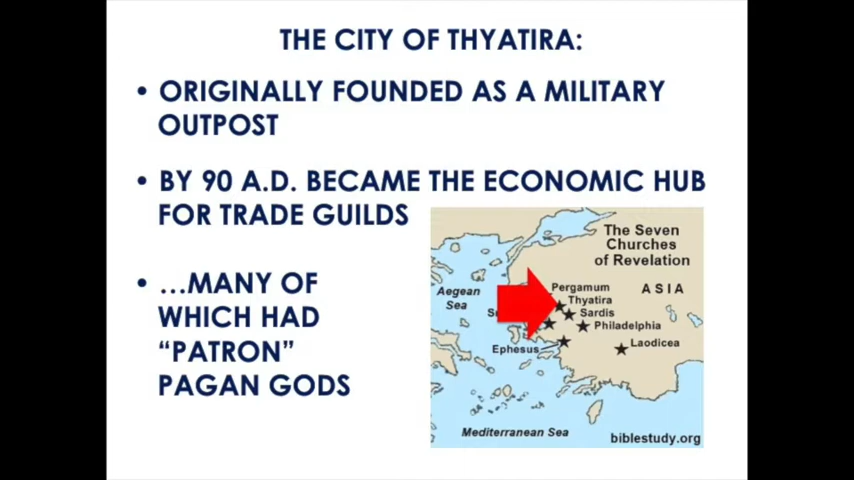 THE CITY OF THYATIRA:
• ORIGINALLY FOUNDED AS A MILITARY
OUTPOST
• BY 90 A.D. BECAME THE ECONOMIC HUB
FOR TRADE GUILDS
• …MANY OF
WHICH HAD
“PATRON”
PAGAN GODS
The Seven
Churches
of Revelation
Aegean
Sea
Pergamum
ASIA
Thyatira
Sardis
Philadelphia
Ephesus
Laodicea
Mediterranean Sea
biblestudy.org